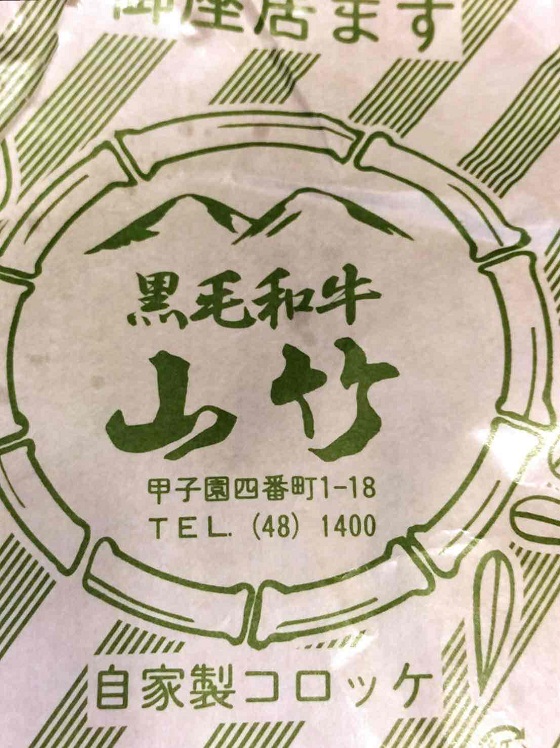 御座居ます
黒毛和牛
山竹
甲子園四番町1-18
TEL. (48) 1400
自家製コロッケ